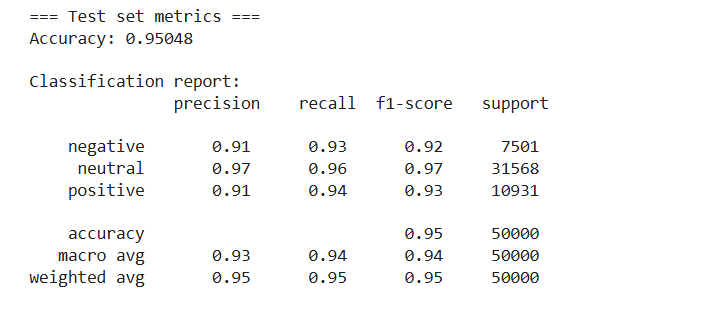 === Test set metrics ===
Accuracy: 0.95048
Classification report:
precision recall f1-score support
negative 0.91 0.93 0.92 7501
neutral 0.97 0.96 0.97 31568
positive 0.91 0.94 0.93 10931
accuracy 0.95 50000
macro avg 0.93 0.94 0.94 50000
weighted avg 0.95 0.95 0.95 50000